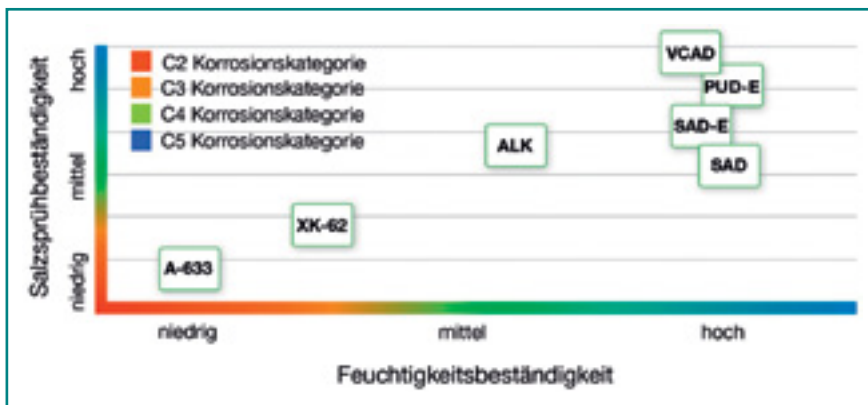 Salzsprühbeständigkeit
hoch
mittel
niedrig
C2 Korrosionskategorie
C3 Korrosionskategorie
C4 Korrosionskategorie
C5 Korrosionskategorie
VCAD
PUD-E
SAD-E
SAD
ALK
XK-62
A-633
niedrig
mittel
hoch
Feuchtigkeitsbeständigkeit